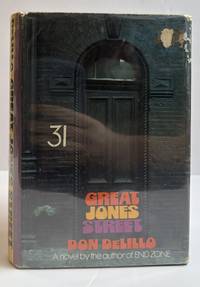 31
GREAT
JONES
STREET
DON DELILLO
A novel by the author of END ZONE